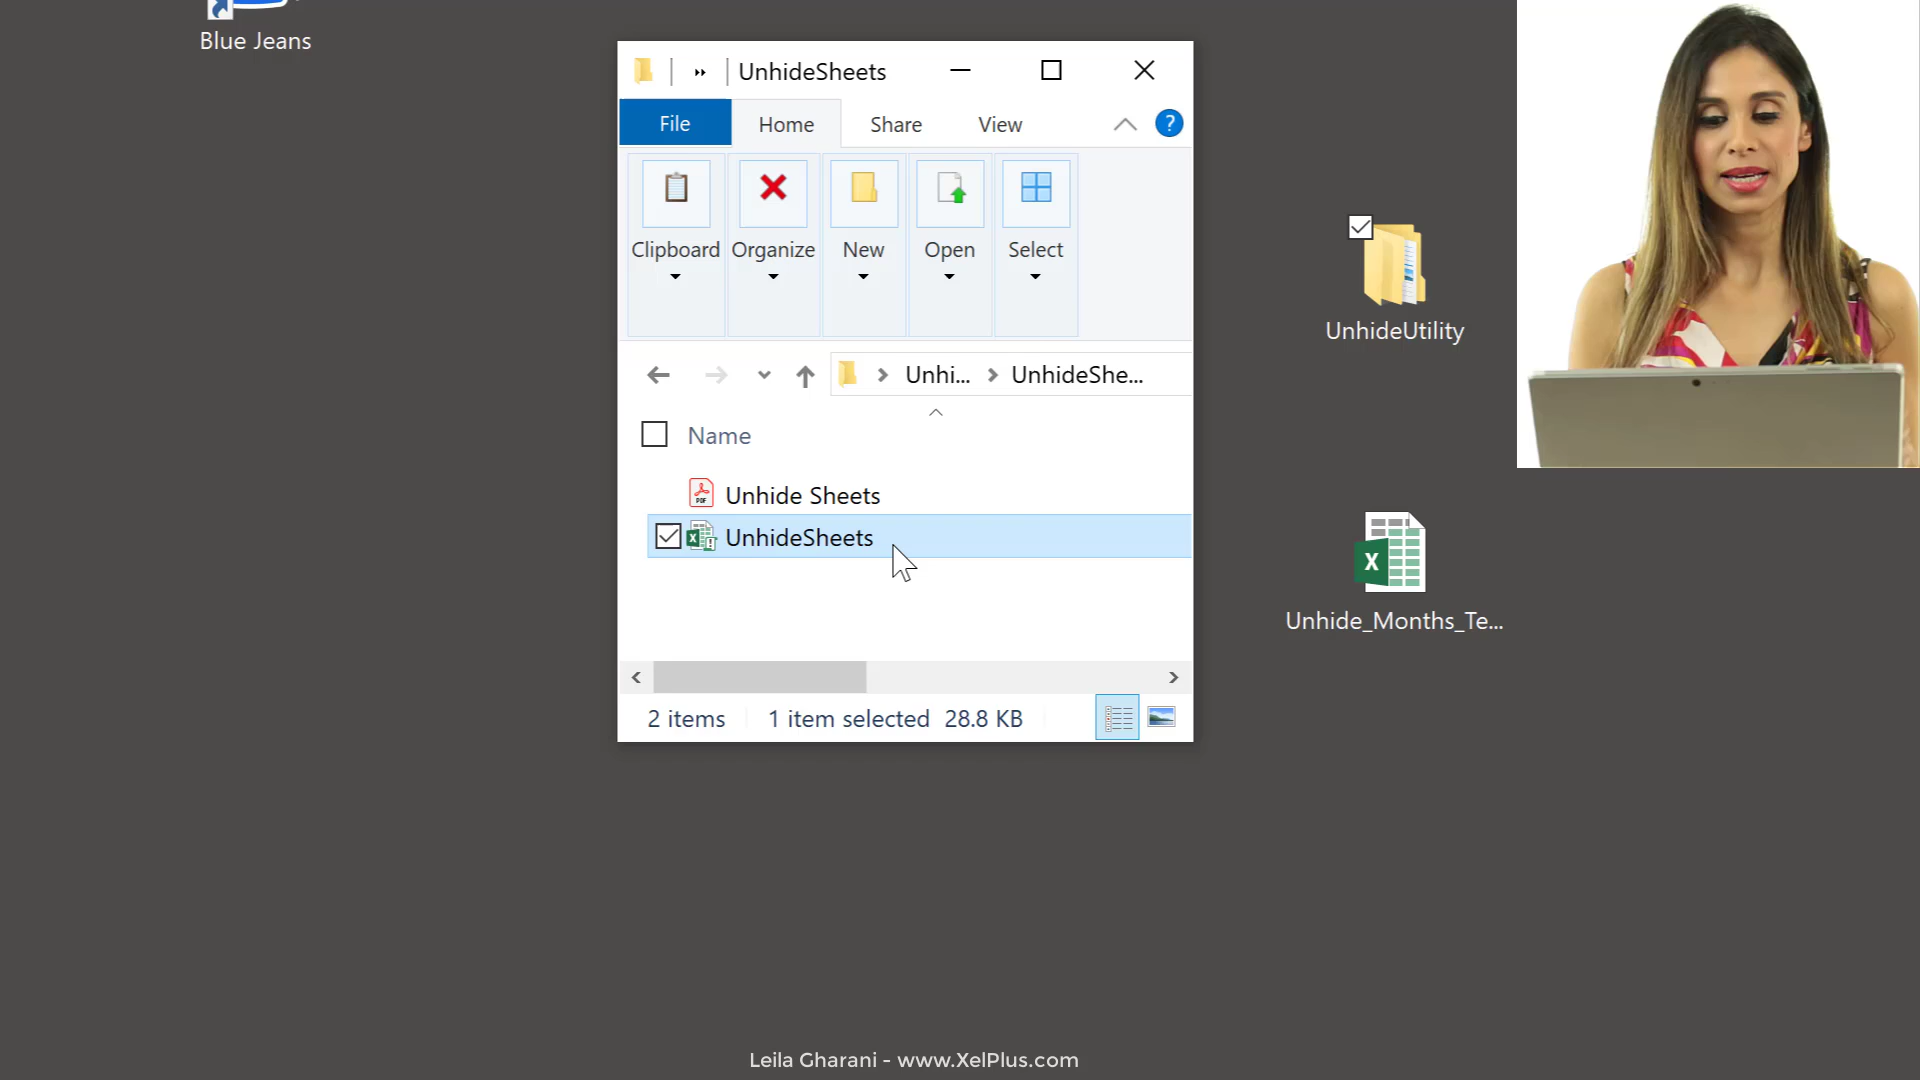 Blue Jeans
UnhideSheets
File
Home
Share
View
?
Clipboard
Organize
New
Open
Select
Unhi...
UnhideShe...
Name
PDF
Unhide Sheets
X
UnhideSheets
2 items
1 item selected
28.8 KB
UnhideUtility
X
Unhide_Months_Te...
Leila Gharani - www.XelPlus.com